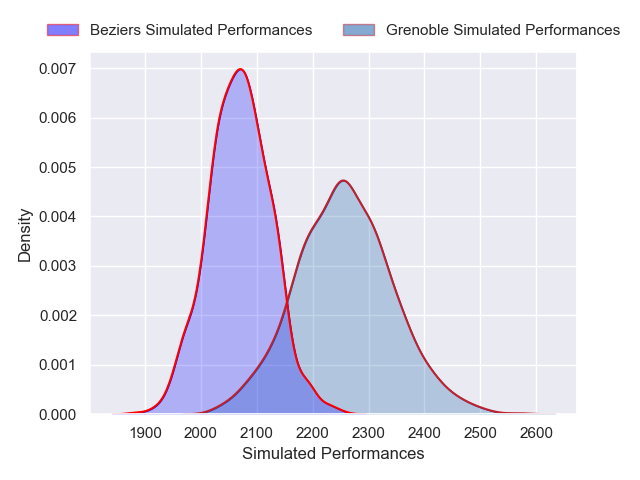 Beziers Simulated Performances
Grenoble Simulated Performances
0.007
0.006
0.005
0.004
0.003
0.002
0.001
0.000
Density
1900 2000 2100 2200 2300 2400 2500 2600
Simulated Performances